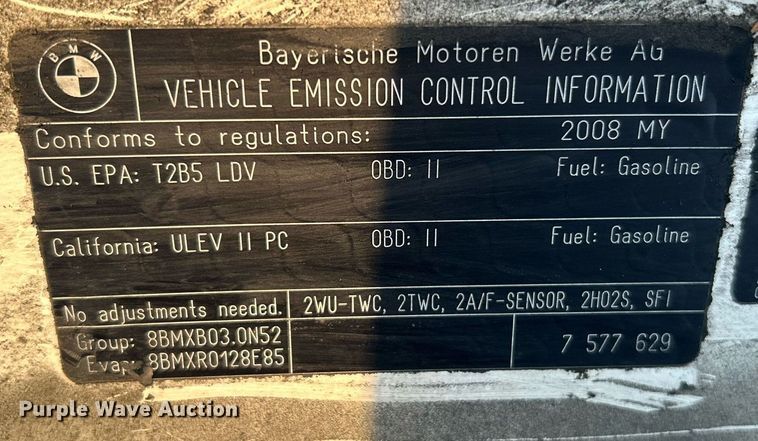 BMW
Bayerische Motoren Werke AG
VEHICLE EMISSION CONTROL INFORMATION
Conforms to regulations: 2008 MY
U.S. EPA: T2B5 LDV OBD: II Fuel: Gasoline
California: ULEV II PC OBD: II Fuel: Gasoline
No adjustments needed. 2WU-TWC, 2TWC, 2A/F-SENSOR, 2HO2S, SFI
Group: 8BMXB03.0N52
Evap: 8BMXR0128E85
7 577 629
Purple Wave Auction